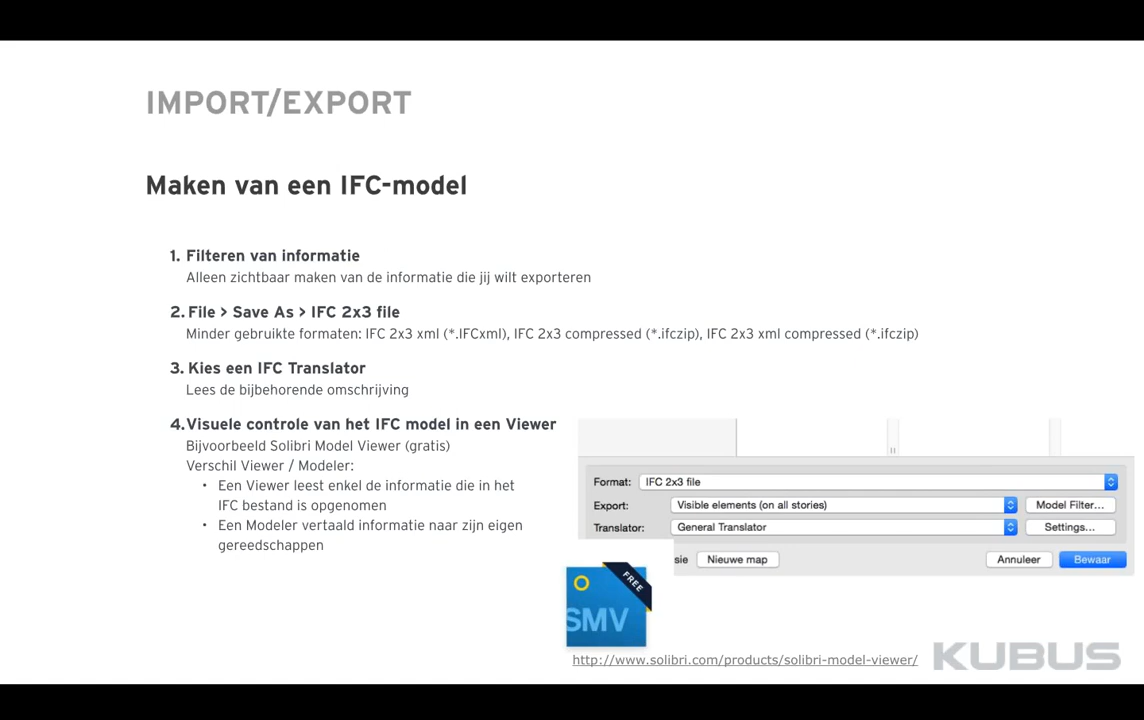 IMPORT/EXPORT
Maken van een IFC-model
1. Filteren van informatie
Alleen zichtbaar maken van de informatie die jij wilt exporteren
2. File > Save As > IFC 2x3 file
Minder gebruikte formaten: IFC 2x3 xml (*.IFCxml), IFC 2x3 compressed (*.ifczip), IFC 2x3 xml compressed (*.ifczip)
3. Kies een IFC Translator
Lees de bijbehorende omschrijving
4. Visuele controle van het IFC model in een Viewer
Bijvoorbeeld Solibri Model Viewer (gratis)
Verschil Viewer / Modeler:
• Een Viewer leest enkel de informatie die in het
IFC bestand is opgenomen
• Een Modeler vertaald informatie naar zijn eigen
gereedschappen
Format: IFC 2x3 file
Export: Visible elements (on all stories) Model Filter...
Translator: General Translator Settings...
sie Nieuwe map Annuleer Bewaar
FREE
SMV
http://www.solibri.com/products/solibri-model-viewer/
KUBUS